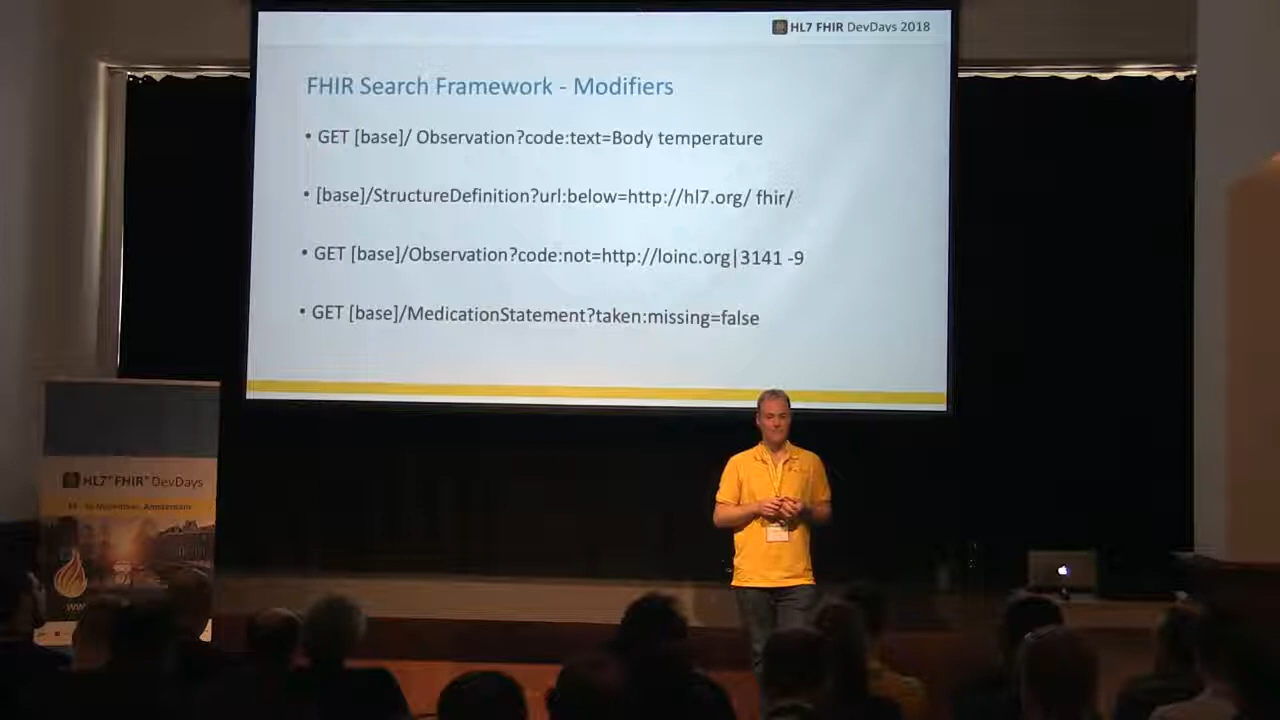 HL7 FHIR DevDays 2018
FHIR Search Framework - Modifiers
• GET [base]/ Observation?code:text=Body temperature
• [base]/StructureDefinition?url:below=http://hl7.org/ fhir/
• GET [base]/Observation?code:not=http://loinc.org|3141 -9
• GET [base]/MedicationStatement?taken:missing=false
HL7® FHIR® DevDays
November, Amsterdam